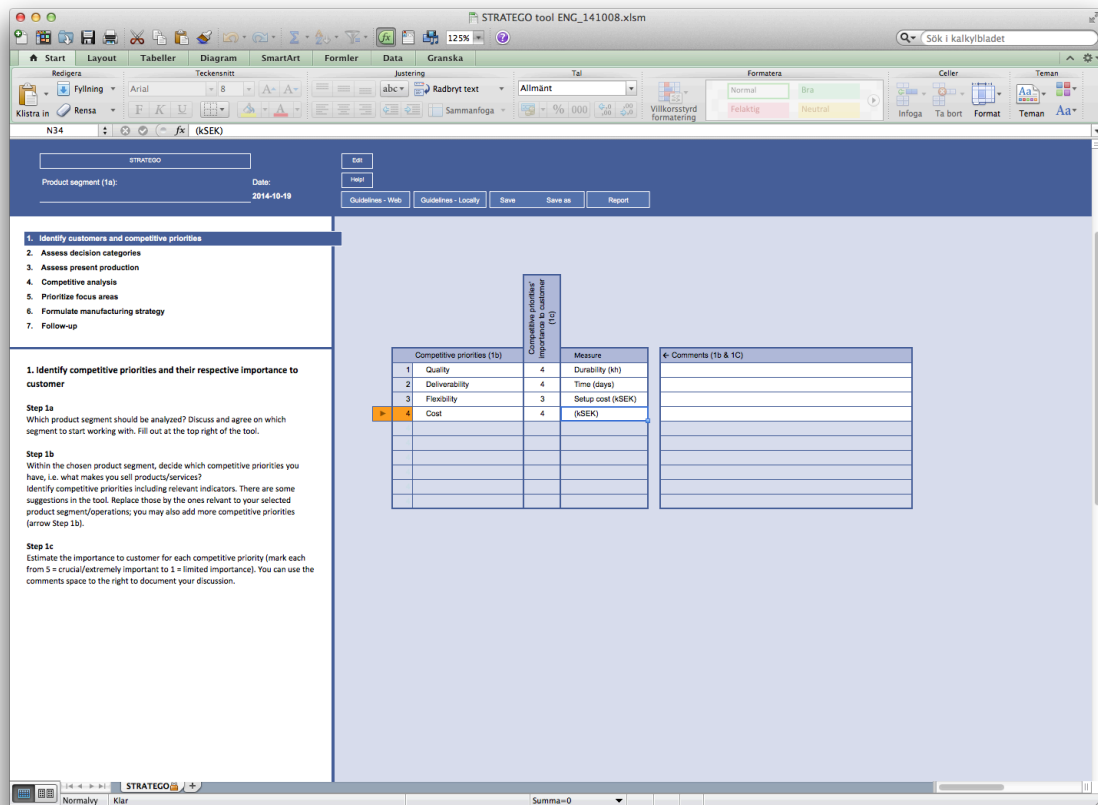 STRATEGO tool ENG_141008.xlsm
125%
Sök i kalkylbladet
Start Layout Tabeller Diagram SmartArt Formler Data Granska
Redigera Teckensnitt Justering Tal Formatera Celler Teman
Klistra in
Fyllning Arial 8 A A abc Radbryt text Allmänt
Rensa F K U A Sammanfoga % 000
Villkorsstyrd
formatering
Normal Bra
Felaktig Neutral
Infoga Ta bort Format Teman Aa
N34 fx (kSEK)
STRATEGO
Product segment (1a):
Date:
2014-10-19
Edit
Help!
Guidelines - Web Guidelines - Locally Save Save as Report
1. Identify customers and competitive priorities
2. Assess decision categories
3. Assess present production
4. Competitive analysis
5. Prioritize focus areas
6. Formulate manufacturing strategy
7. Follow-up
1. Identify competitive priorities and their respective importance to
customer
Step 1a
Which product segment should be analyzed? Discuss and agree on which
segment to start working with. Fill out at the top right of the tool.
Step 1b
Within the chosen product segment, decide which competitive priorities you
have, i.e. what makes you sell products/services?
Identify competitive priorities including relevant indicators. There are some
suggestions in the tool. Replace those by the ones relvant to your selected
product segment/operations; you may also add more competitive priorities
(arrow Step 1b).
Step 1c
Estimate the importance to customer for each competitive priority (mark each
from 5 = crucial/extremely important to 1 = limited importance). You can use the
comments space to the right to document your discussion.
Competitive priorities'
importance to customer
(1c)
Competitive priorities (1b) Measure ← Comments (1b & 1C)
1 Quality 4 Durability (kh)
2 Deliverability 4 Time (days)
3 Flexibility 3 Setup cost (kSEK)
4 Cost 4 (kSEK)
STRATEGO
Normalvy Klar Summa=0